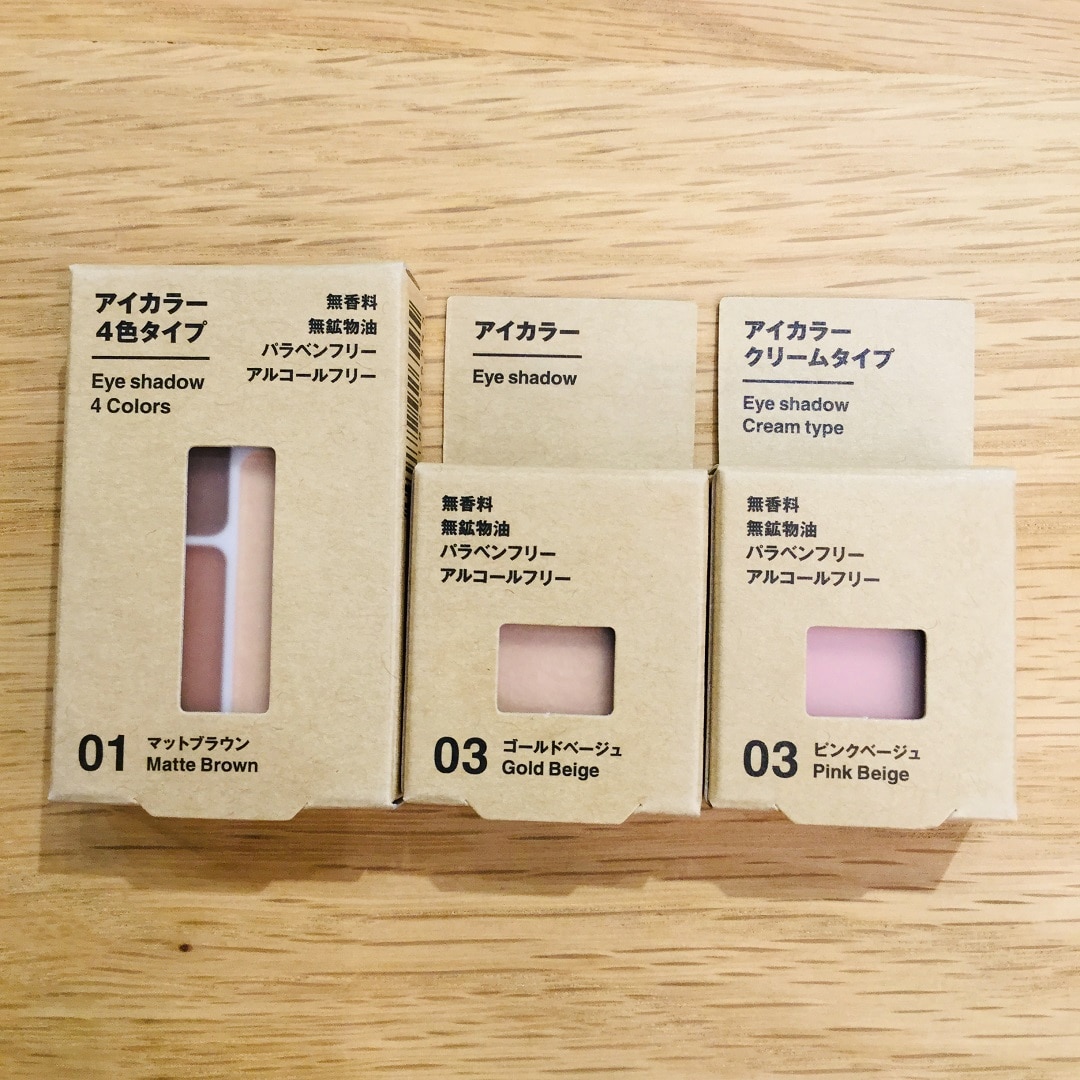 アイカラー
4色タイプ
Eye shadow
4 Colors
無香料
無鉱物油
パラベンフリー
アルコールフリー
01 マットブラウン
Matte Brown
アイカラー
Eye shadow
無香料
無鉱物油
パラベンフリー
アルコールフリー
03 ゴールドベージュ
Gold Beige
アイカラー
クリームタイプ
Eye shadow
Cream type
無香料
無鉱物油
パラベンフリー
アルコールフリー
03 ピンクベージュ
Pink Beige